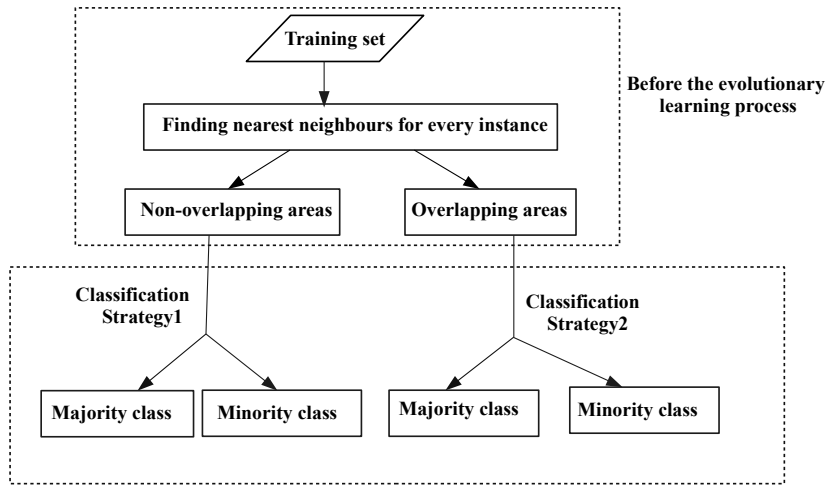 Training set
Before the evolutionary
learning process
Finding nearest neighbours for every instance
Non-overlapping areas
Overlapping areas
Classification
Strategy1
Classification
Strategy2
Majority class
Minority class
Majority class
Minority class